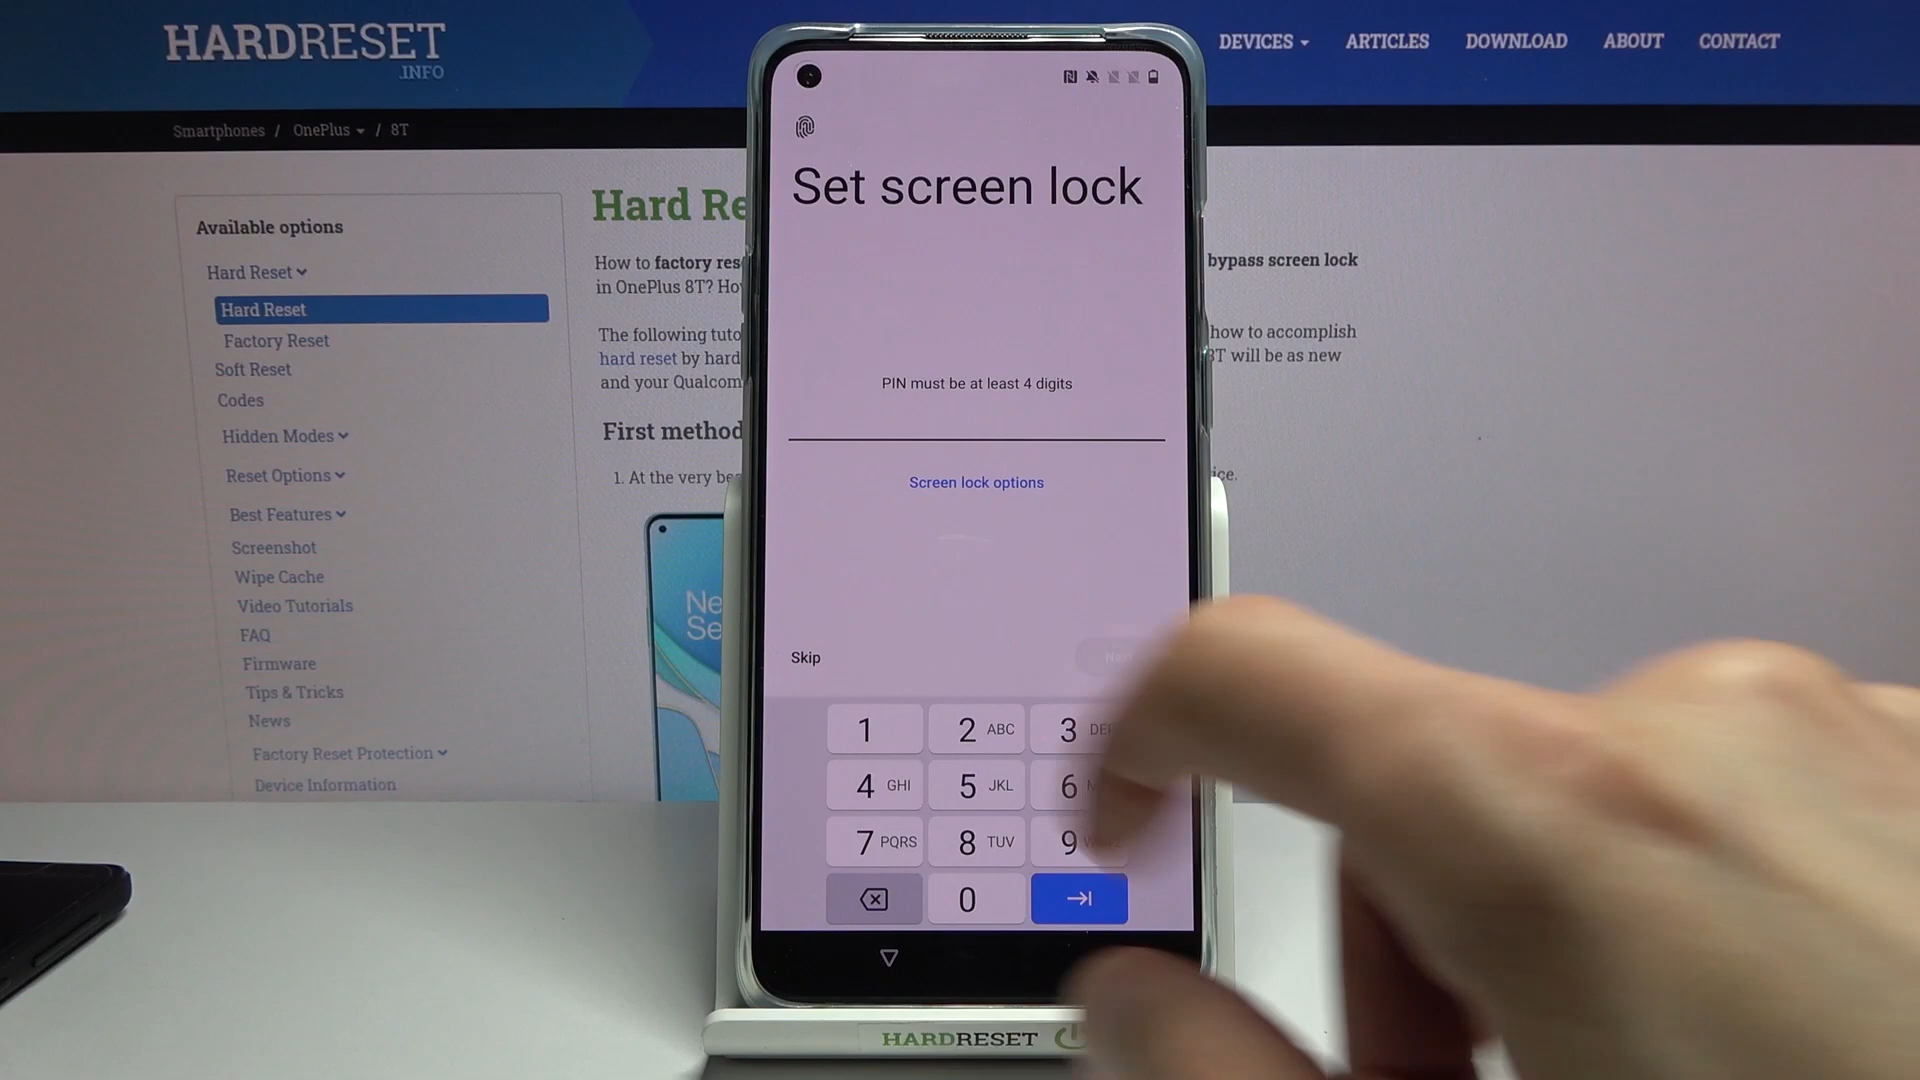 HARDRESET
.INFO
DEVICES ARTICLES DOWNLOAD ABOUT CONTACT
Smartphones / OnePlus / 8T
Available options
Hard Reset
Hard Reset
Factory Reset
Soft Reset
Codes
Hidden Modes
Reset Options
Best Features
Screenshot
Wipe Cache
Video Tutorials
FAQ
Firmware
Tips & Tricks
News
Factory Reset Protection
Device Information
Hard Re
How to factory res
bypass screen lock
in OnePlus 8T?
The following tuto
how to accomplish
hard reset by hard
will be as new
and your Qualcom
First method
1. At the very be
Set screen lock
PIN must be at least 4 digits
Screen lock options
Skip
1
2 ABC
3
4 GHI
5 JKL
6
7 PQRS
8 TUV
9
0
HARDRESET